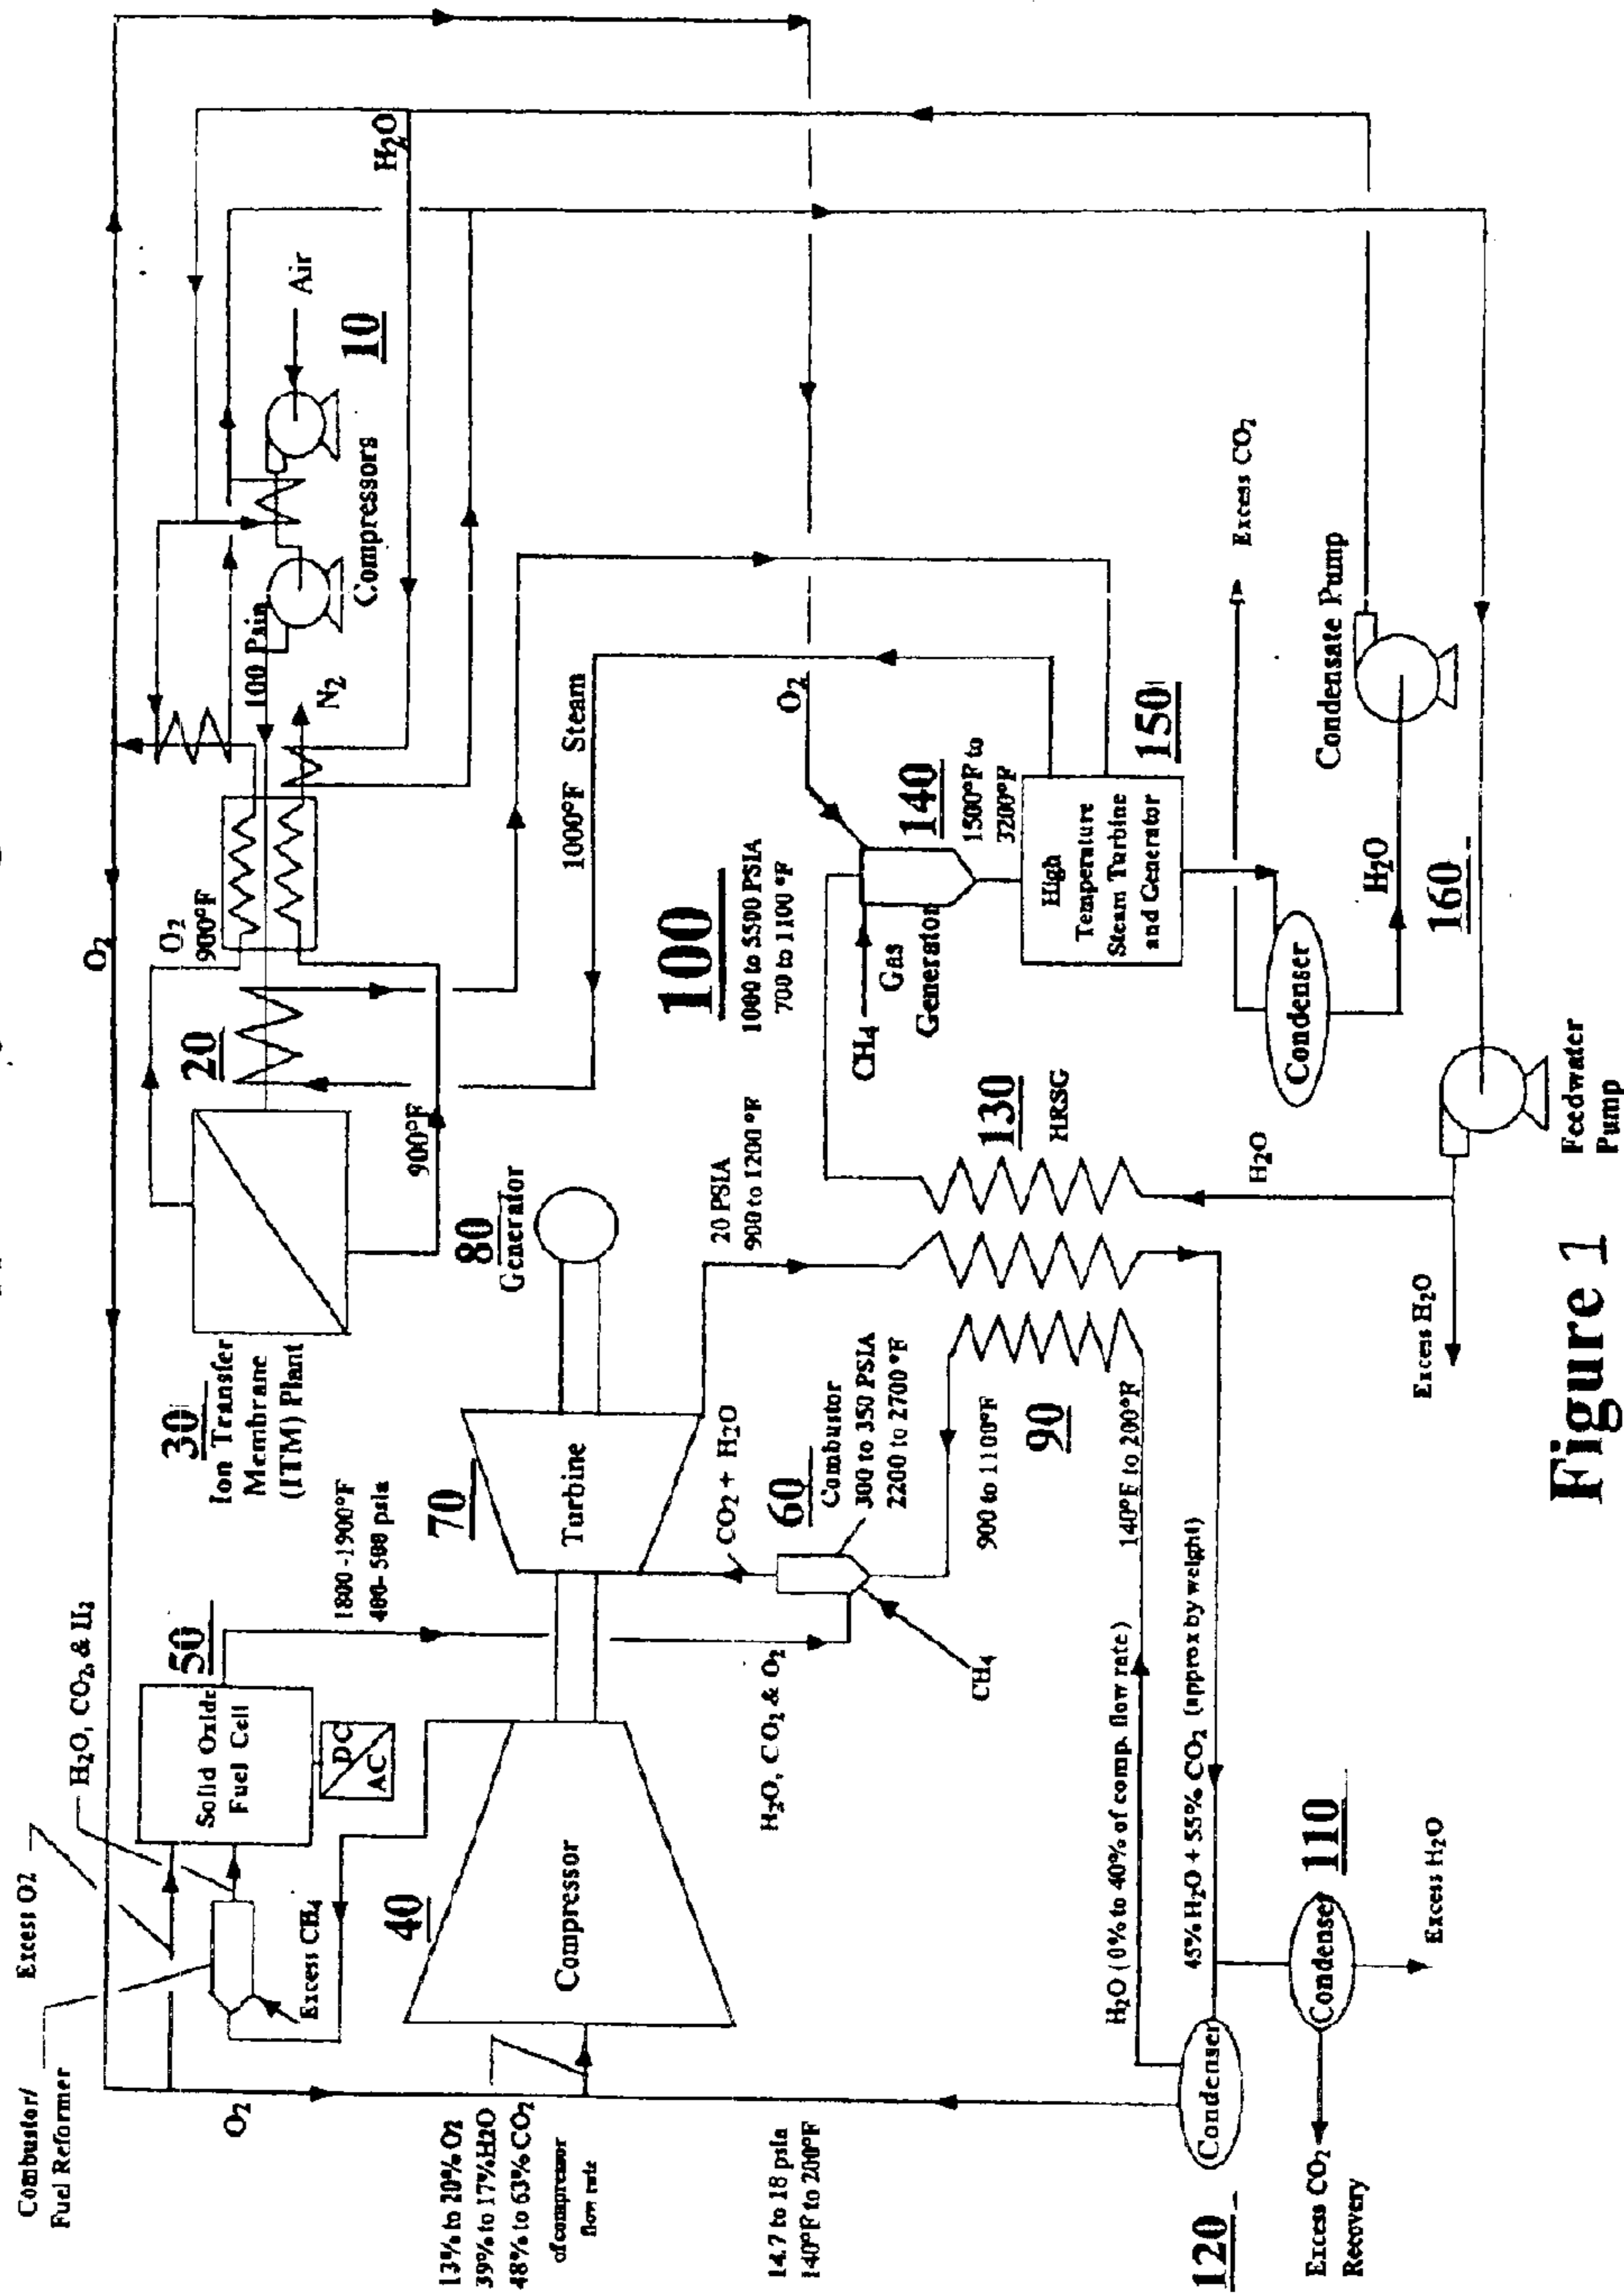 Combustor/
Fuel Reformer
Excess O2
H₂O, CO₂, & H₂
O₂
O₂
Excess CH₄
50
Solid Oxide
Fuel Cell
DC
AC
1800 -1900°F
400- 500 psia
30
Ion Transfer
Membrane
(ITM) Plant
20
O₂
900°F
900°F
100 Psia
N₂
Compressors
Air
10
H₂O
13% to 20% O₂
39% to 17% H₂O
48% to 63% CO₂
of compressor
flow rate
40
Compressor
70
Turbine
80
Generator
1000°F Steam
14.7 to 18 psia
140°F to 200°F
H₂O, CO₂ & O₂
CO₂ + H₂O
60
Combustor
300 to 350 PSIA
2200 to 2700 °F
CH₄
20 PSIA
900 to 1200 °F
100
1000 to 5500 PSIA
700 to 1100 °F
O₂
CH₄
Gas
Generator
140
1500°F to
3200°F
900 to 1100°F
90
130
HRSG
High
Temperature
Steam Turbine
and Generator
150
H₂O (0% to 40% of comp. flow rate)
140°F to 200°F
45% H₂O + 55% CO₂ (approx by weight)
120
Condenser
Condenser
110
Excess CO₂
Recovery
Excess H₂O
H₂O
Excess H₂O
Condenser
Excess CO₂
H₂O
Condensate Pump
160
Feedwater
Pump
Figure 1